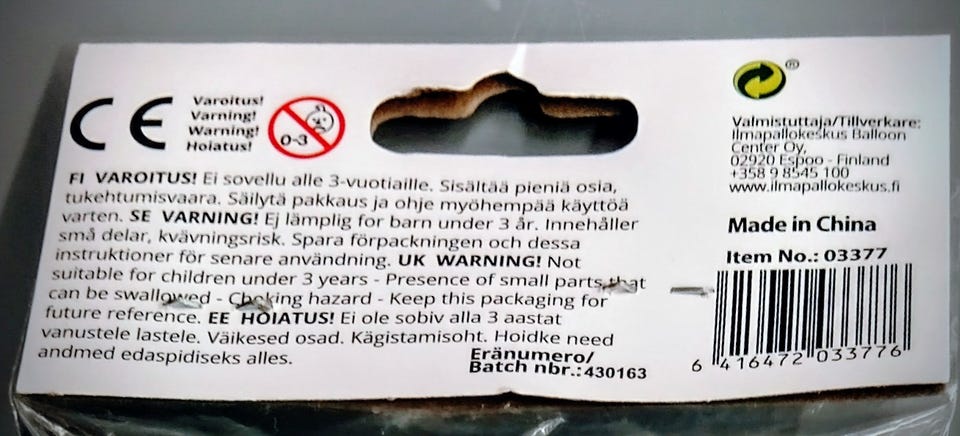 CE
Varoitus!
Varning!
Warning!
Hoiatus!
0-3
FI VAROITUS! Ei sovellu alle 3-vuotiaille. Sisältää pieniä osia,
tukehtumisvaara. Säilytä pakkaus ja ohje myöhempää käyttöä
varten. SE VARNING! Ej lämplig for barn under 3 år. Innehåller
små delar, kvävningsrisk. Spara förpackningen och dessa
instruktioner för senare användning. UK WARNING! Not
suitable for children under 3 years - Presence of small parts that
can be swallowed - Choking hazard - Keep this packaging for
future reference. EE HOIATUS! Ei ole sobiv alla 3 aastat
vanustele lastele. Väikesed osad. Kägistamisoht. Hoidke need
andmed edaspidiseks alles.
Eränumero/
Batch nbr.: 430163
®
Valmistuttaja/Tillverkare:
Ilmapallokeskus Balloon
Center Oy,
02920 Espoo - Finland
+358 9 8545 100
www.ilmapallokeskus.fi
Made in China
Item No.: 03377
6 416472 033776